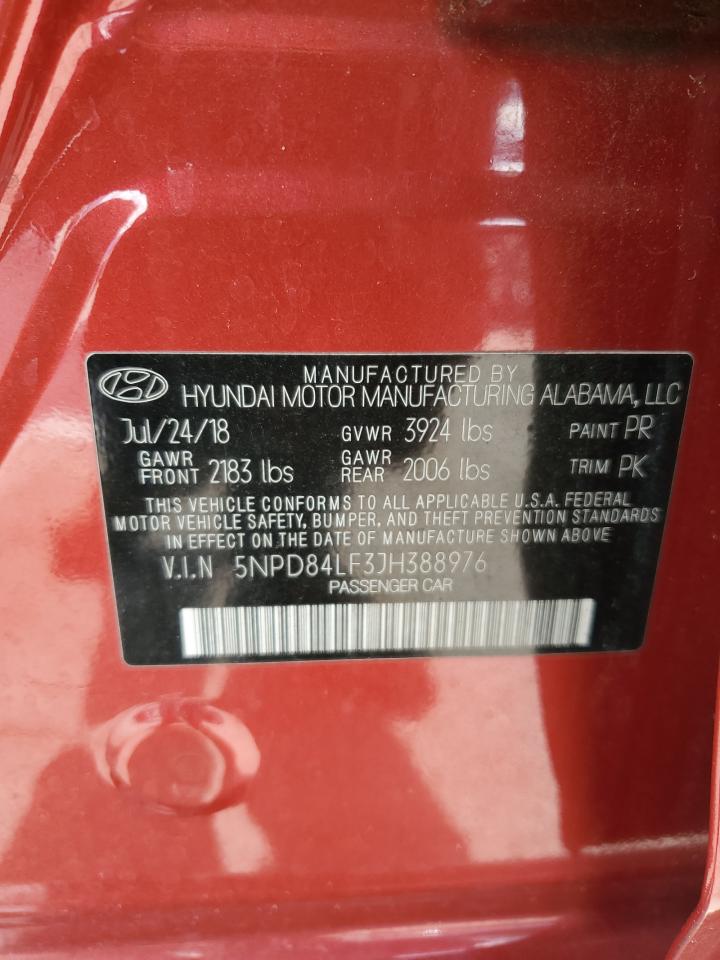 MANUFACTURED BY
HYUNDAI MOTOR MANUFACTURING ALABAMA, LLC
Jul/24/18 GVWR 3924 lbs PAINT PR
GAWR FRONT 2183 lbs GAWR REAR 2006 lbs TRIM PK
THIS VEHICLE CONFORMS TO ALL APPLICABLE U.S.A. FEDERAL
MOTOR VEHICLE SAFETY, BUMPER, AND THEFT PREVENTION STANDARDS
IN EFFECT ON THE DATE OF MANUFACTURE SHOWN ABOVE
V.I.N 5NPD84LF3JH388976
PASSENGER CAR